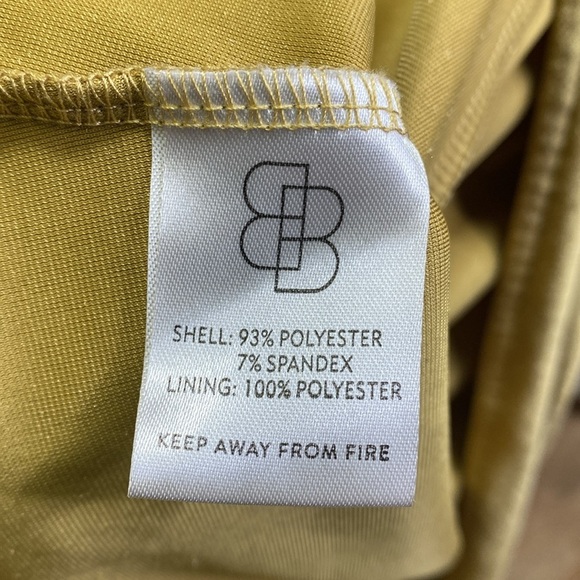 SHELL: 93% POLYESTER
7% SPANDEX
LINING: 100% POLYESTER
KEEP AWAY FROM FIRE